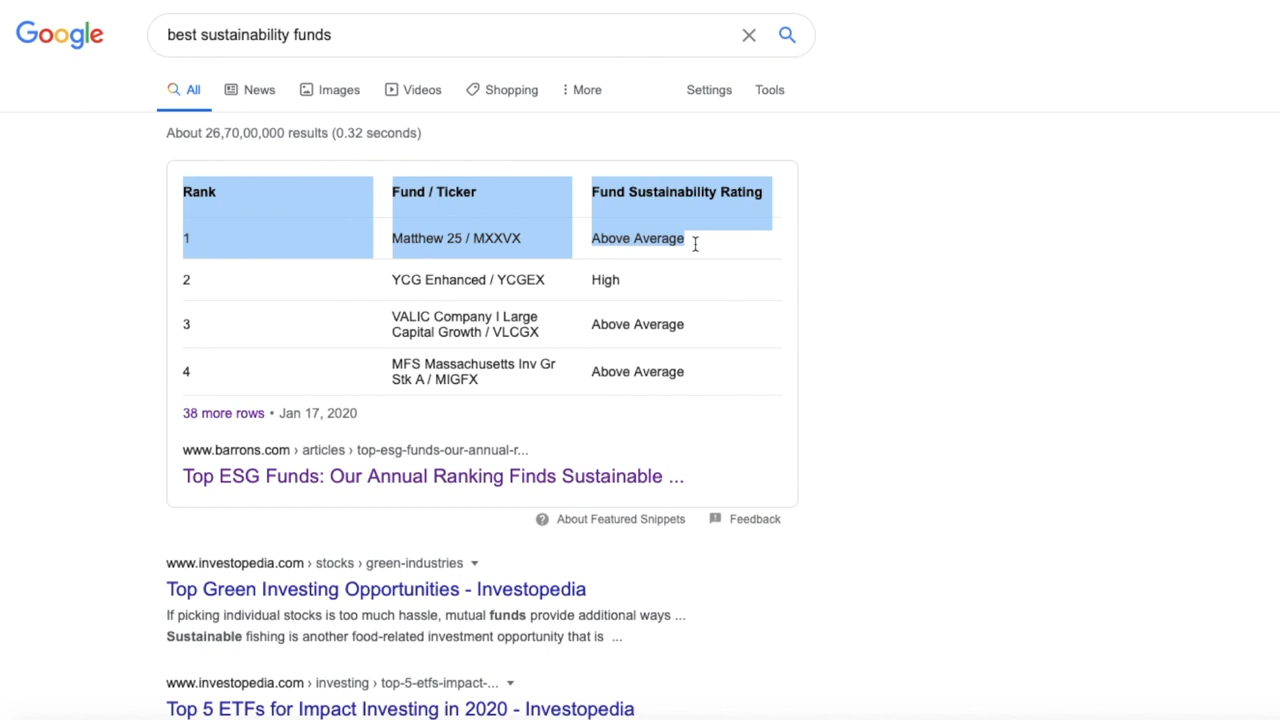 Google
best sustainability funds
All News Images Videos Shopping More Settings Tools
About 26,70,00,000 results (0.32 seconds)
Rank Fund / Ticker Fund Sustainability Rating
1 Matthew 25 / MXXVX Above Average
2 YCG Enhanced / YCGEX High
3 VALIC Company I Large Capital Growth / VLCGX Above Average
4 MFS Massachusetts Inv Gr Stk A / MIGFX Above Average
38 more rows • Jan 17, 2020
www.barrons.com › articles › top-esg-funds-our-annual-r...
Top ESG Funds: Our Annual Ranking Finds Sustainable ...
About Featured Snippets Feedback
www.investopedia.com › stocks › green-industries
Top Green Investing Opportunities - Investopedia
If picking individual stocks is too much hassle, mutual funds provide additional ways ...
Sustainable fishing is another food-related investment opportunity that is ...
www.investopedia.com › investing › top-5-etfs-impact-...
Top 5 ETFs for Impact Investing in 2020 - Investopedia